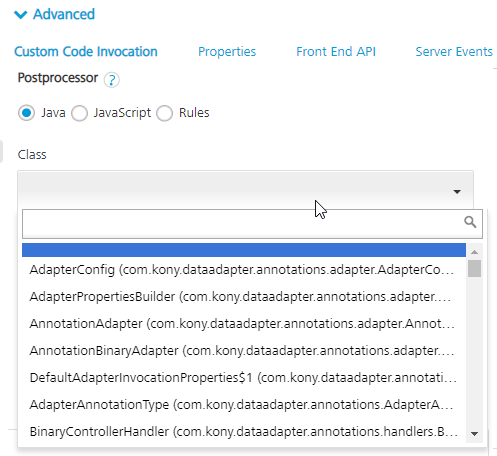 Advanced
Custom Code Invocation Properties Front End API Server Events
Postprocessor ?
Java JavaScript Rules
Class
AdapterConfig (com.kony.dataadapter.annotations.adapter.AdapterCo...
AdapterPropertiesBuilder (com.kony.dataadapter.annotations.adapter....
AnnotationAdapter (com.kony.dataadapter.annotations.adapter.Annot...
AnnotationBinaryAdapter (com.kony.dataadapter.annotations.adapter....
DefaultAdapterInvocationProperties$1 (com.kony.dataadapter.annotati...
AdapterAnnotationType (com.kony.dataadapter.annotations.AdapterA...
BinaryControllerHandler (com.kony.dataadapter.annotations.handlers.B...